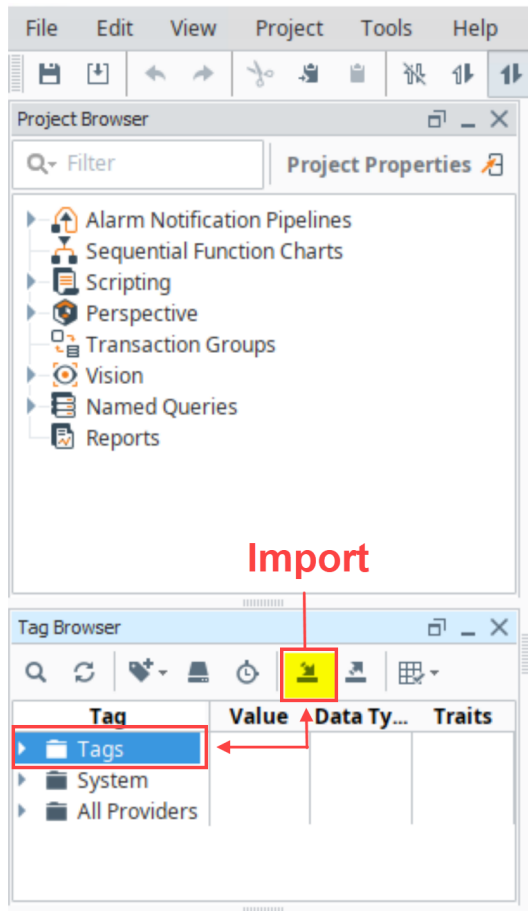 File Edit View Project Tools Help
Project Browser
Filter
Project Properties
Alarm Notification Pipelines
Sequential Function Charts
Scripting
Perspective
Transaction Groups
Vision
Named Queries
Reports
Import
Tag Browser
Tag Value Data Ty... Traits
Tags
System
All Providers